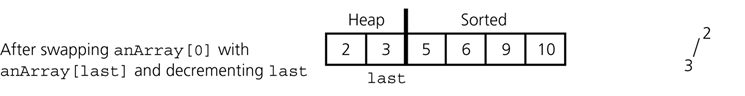 Heap Sorted
After swapping anArray[0] with
anArray[last] and decrementing last
2 3 5 6 9 10
last
2
3